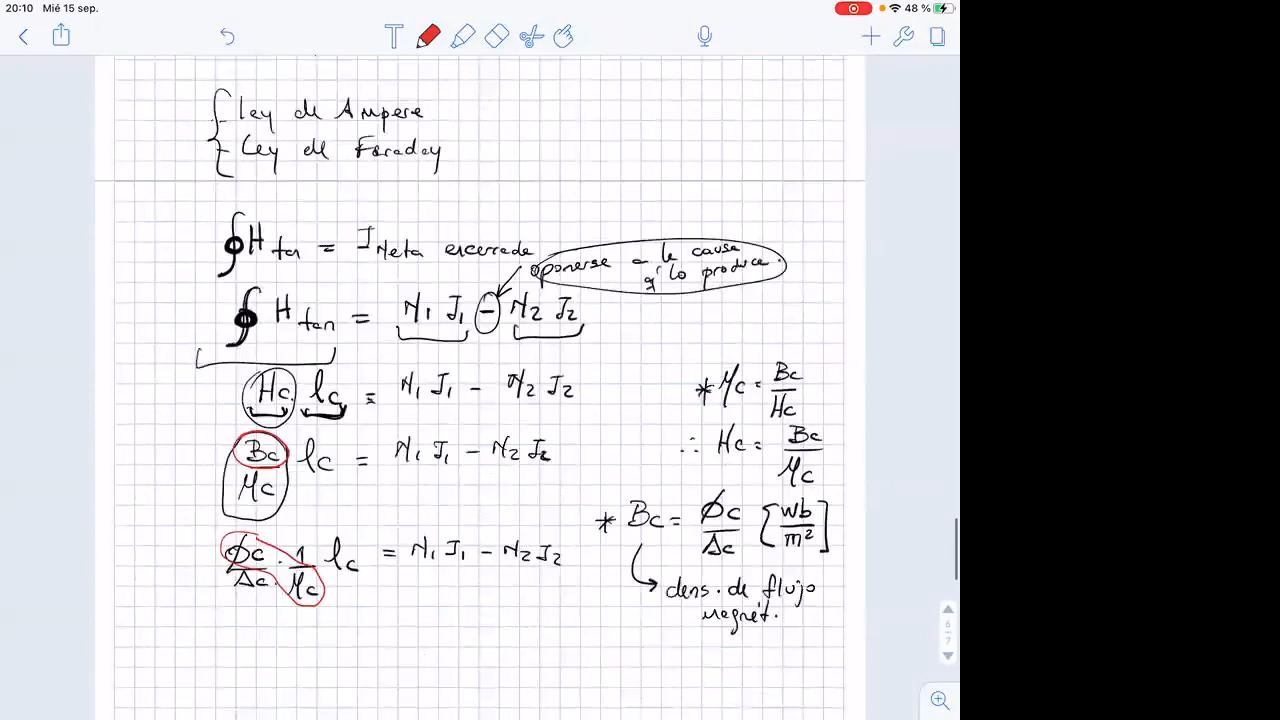 20:10 Mié 15 sep.
48 %
Ley de Ampere
Ley de Faraday
∮ H tan = I Neta encerrada
oponerse a la causa
q' lo produce.
∮ H tan = N1 I1 - N2 I2
Hc. lc = N1 I1 - N2 I2
* μc = Bc/Hc
Bc/μc lc = N1 I1 - N2 I2
∴ Hc = Bc/μc
* Bc = ϕc/Ac [wb/m²]
ϕc/Ac . 1/μc lc = N1 I1 - N2 I2
dens. de flujo
magnét.
6
7